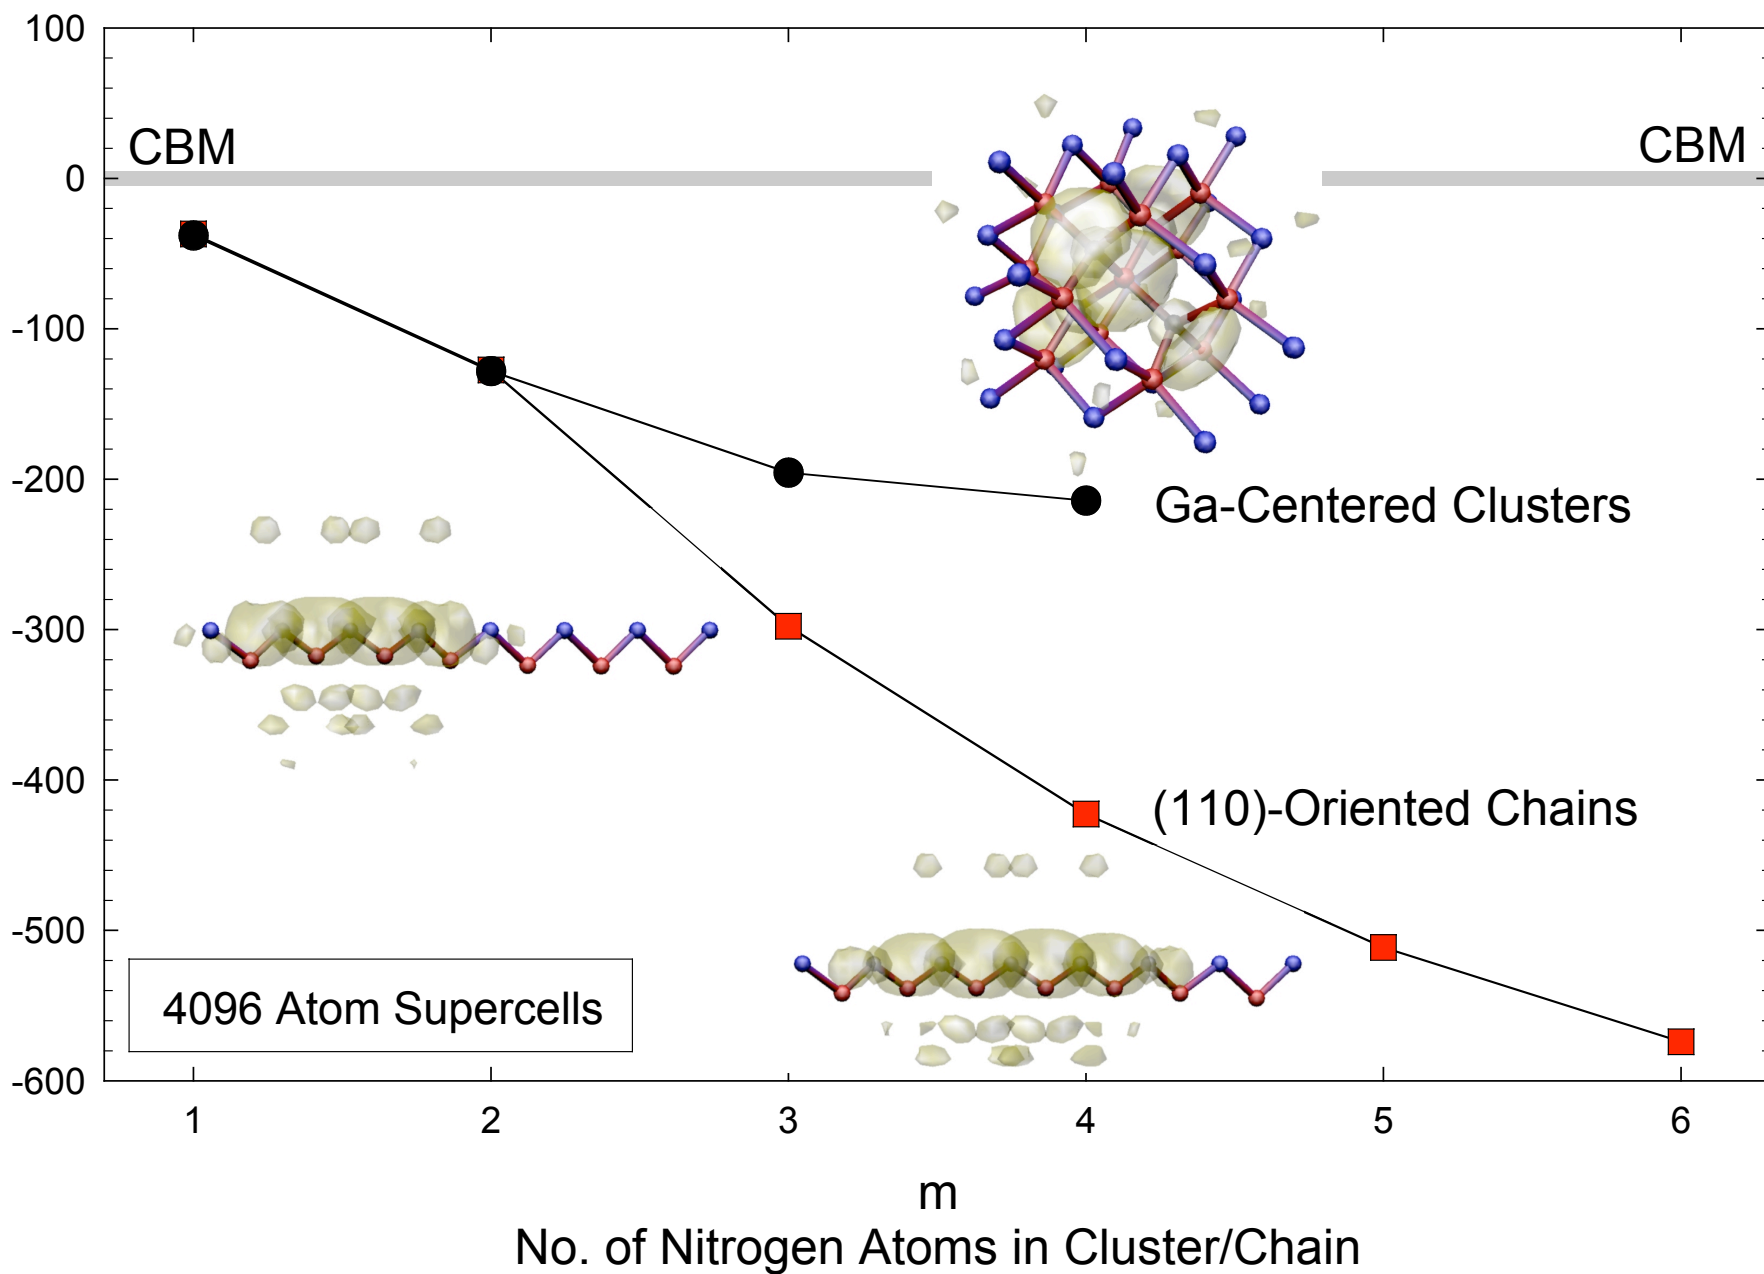 100
CBM
CBM
0
-100
-200
Ga-Centered Clusters
-300
-400
(110)-Oriented Chains
-500
4096 Atom Supercells
-600
1 2 3 4 5 6
m
No. of Nitrogen Atoms in Cluster/Chain